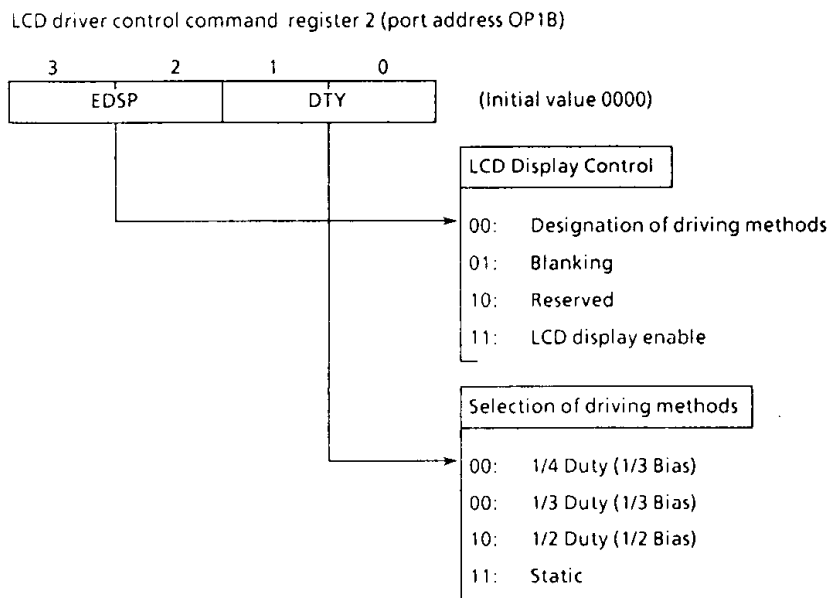 LCD driver control command register 2 (port address OP1B)
3 2 1 0
EDSP DTY (Initial value 0000)
LCD Display Control
00: Designation of driving methods
01: Blanking
10: Reserved
11: LCD display enable
Selection of driving methods
00: 1/4 Duty (1/3 Bias)
00: 1/3 Duty (1/3 Bias)
10: 1/2 Duty (1/2 Bias)
11: Static